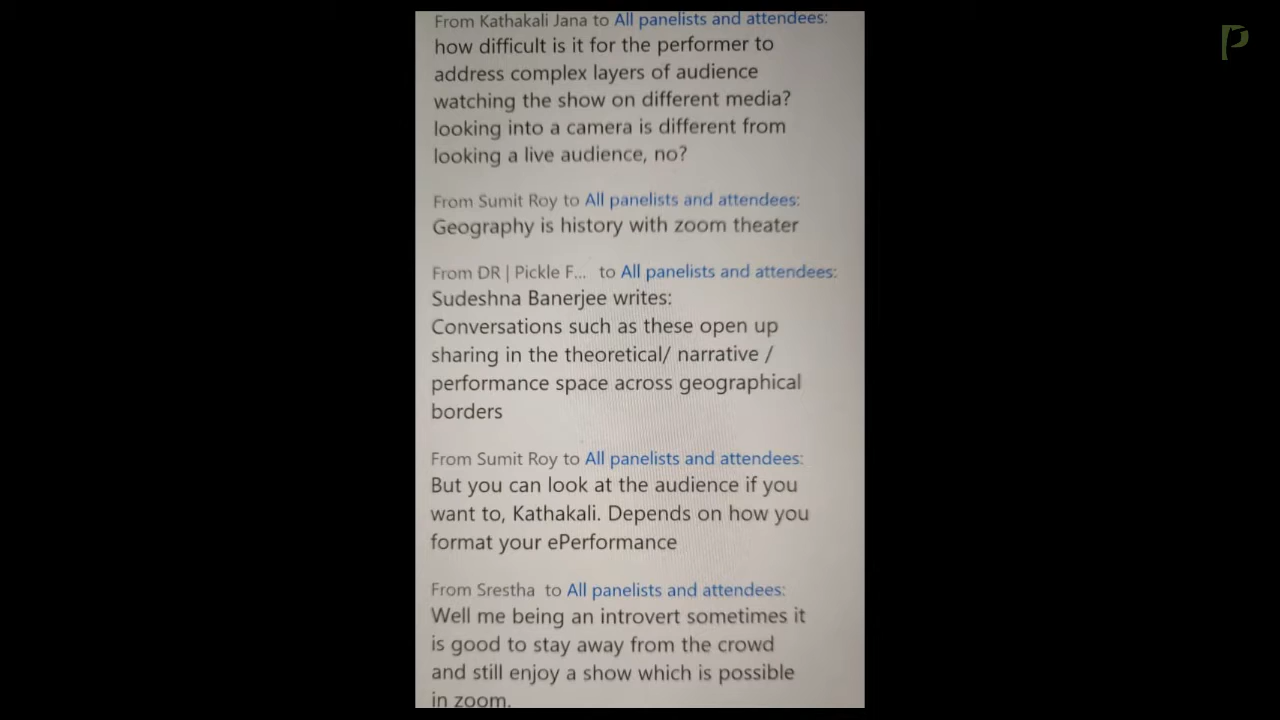 From Kathakali Jana to All panelists and attendees:
how difficult is it for the performer to
address complex layers of audience
watching the show on different media?
looking into a camera is different from
looking a live audience, no?
From Sumit Roy to All panelists and attendees:
Geography is history with zoom theater
From DR | Pickle F... to All panelists and attendees:
Sudeshna Banerjee writes:
Conversations such as these open up
sharing in the theoretical/ narrative /
performance space across geographical
borders
From Sumit Roy to All panelists and attendees:
But you can look at the audience if you
want to, Kathakali. Depends on how you
format your ePerformance
From Srestha to All panelists and attendees:
Well me being an introvert sometimes it
is good to stay away from the crowd
and still enjoy a show which is possible
in zoom.